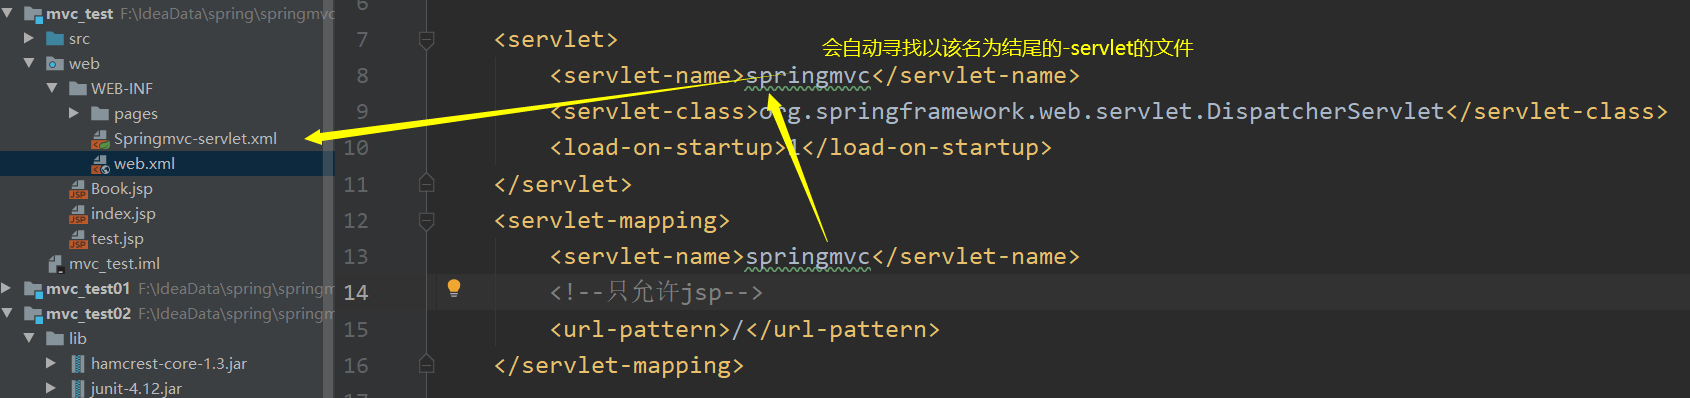 mvc_test F:\IdeaData\spring\springmvc
src
web
WEB-INF
pages
Springmvc-servlet.xml
web.xml
Book.jsp
index.jsp
test.jsp
mvc_test.iml
mvc_test01 F:\IdeaData\spring\springm
mvc_test02 F:\IdeaData\spring\springm
lib
hamcrest-core-1.3.jar
junit-4.12.jar
会自动寻找以该名为结尾的-servlet的文件
6
7 <servlet>
8 <servlet-name>springmvc</servlet-name>
9 <servlet-class>org.springframework.web.servlet.DispatcherServlet</servlet-class>
10 <load-on-startup>1</load-on-startup>
11 </servlet>
12 <servlet-mapping>
13 <servlet-name>springmvc</servlet-name>
14 <!--只允许jsp-->
15 <url-pattern>/</url-pattern>
16 </servlet-mapping>
17